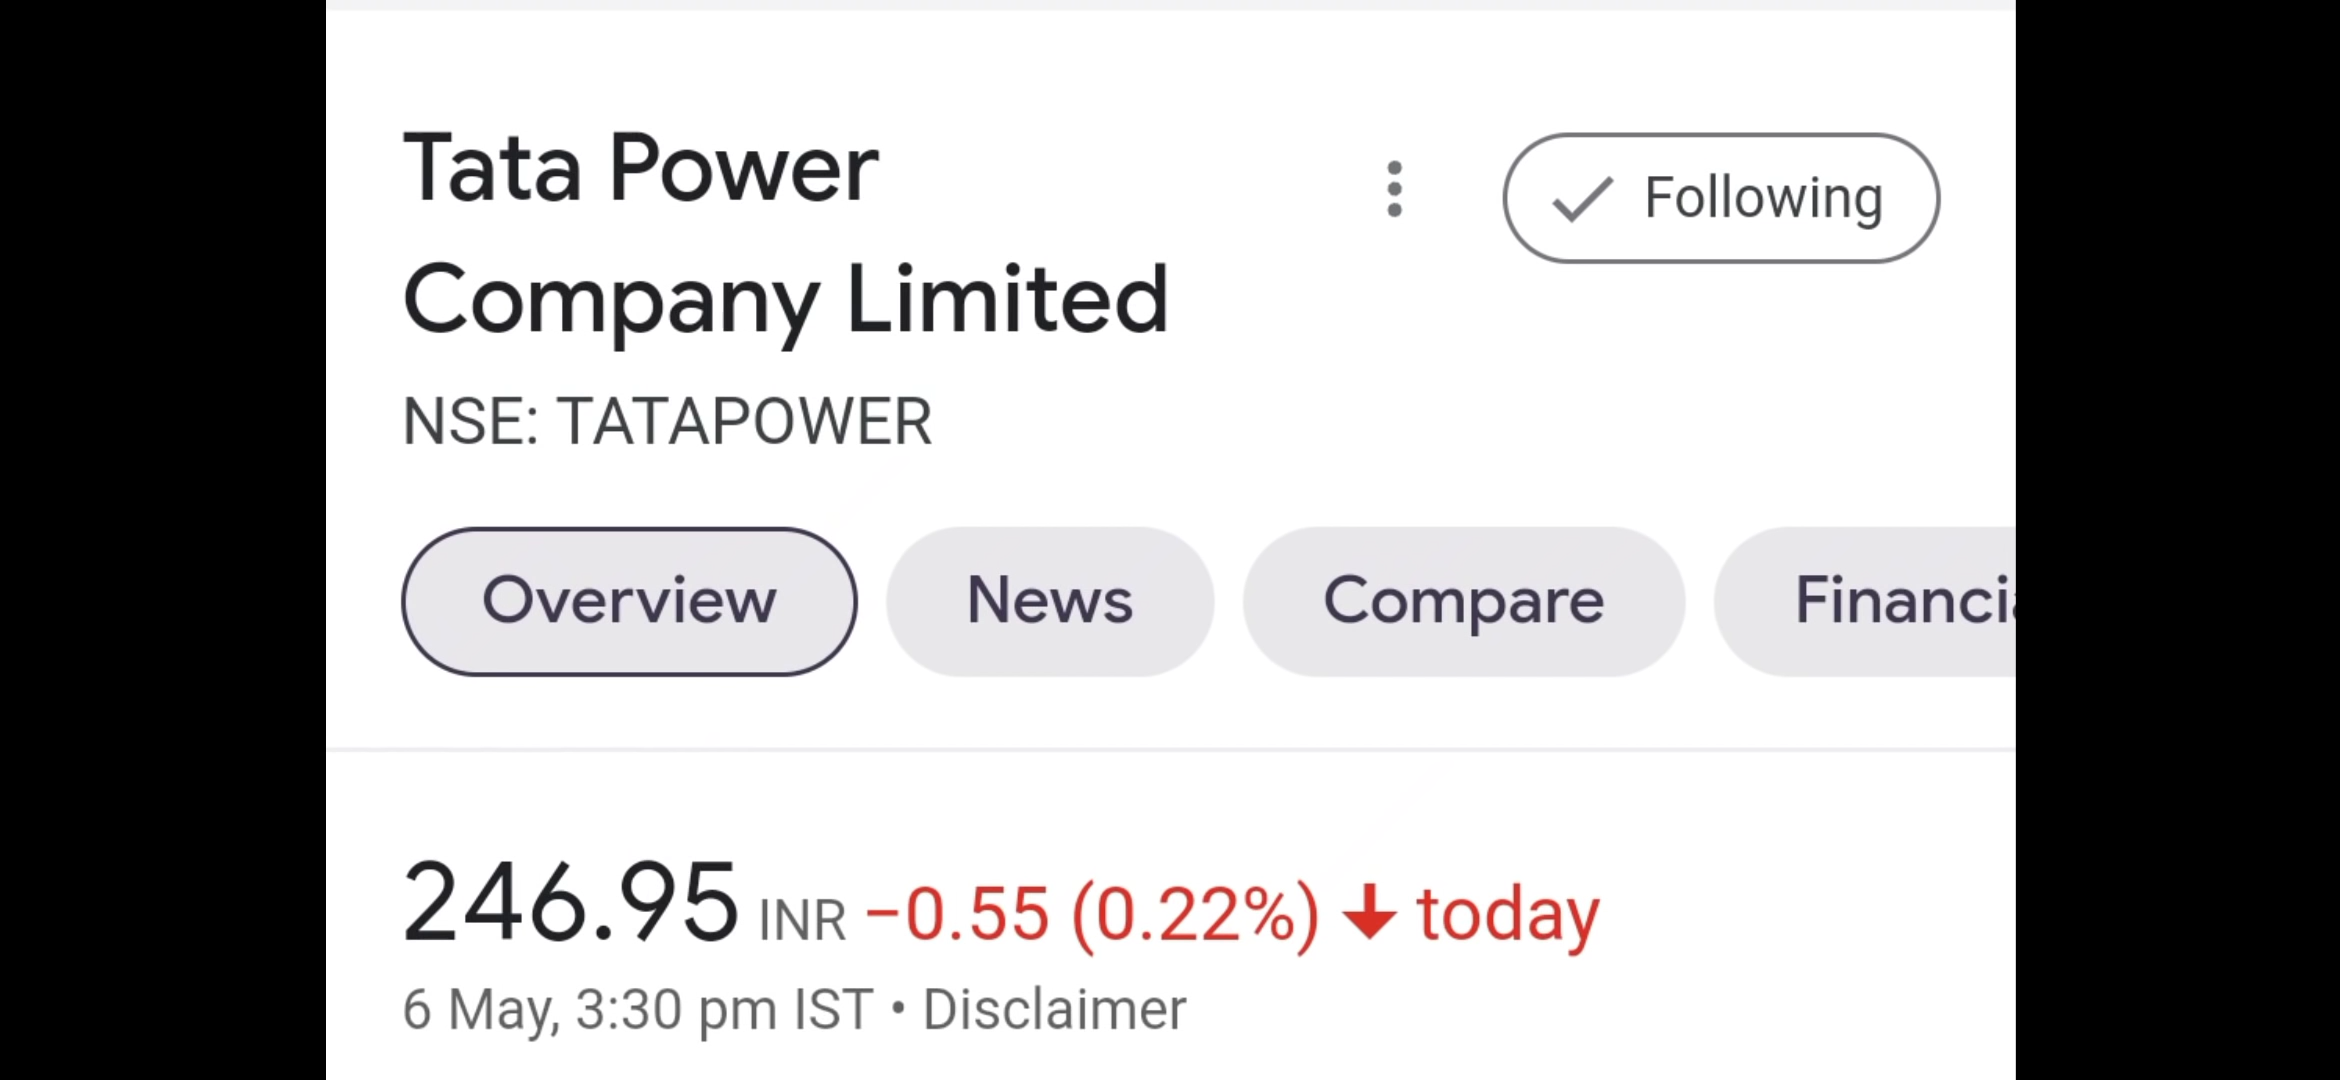 Tata Power
Company Limited
Following
NSE: TATAPOWER
Overview News Compare Financi
246.95 INR −0.55 (0.22%) ↓ today
6 May, 3:30 pm IST • Disclaimer